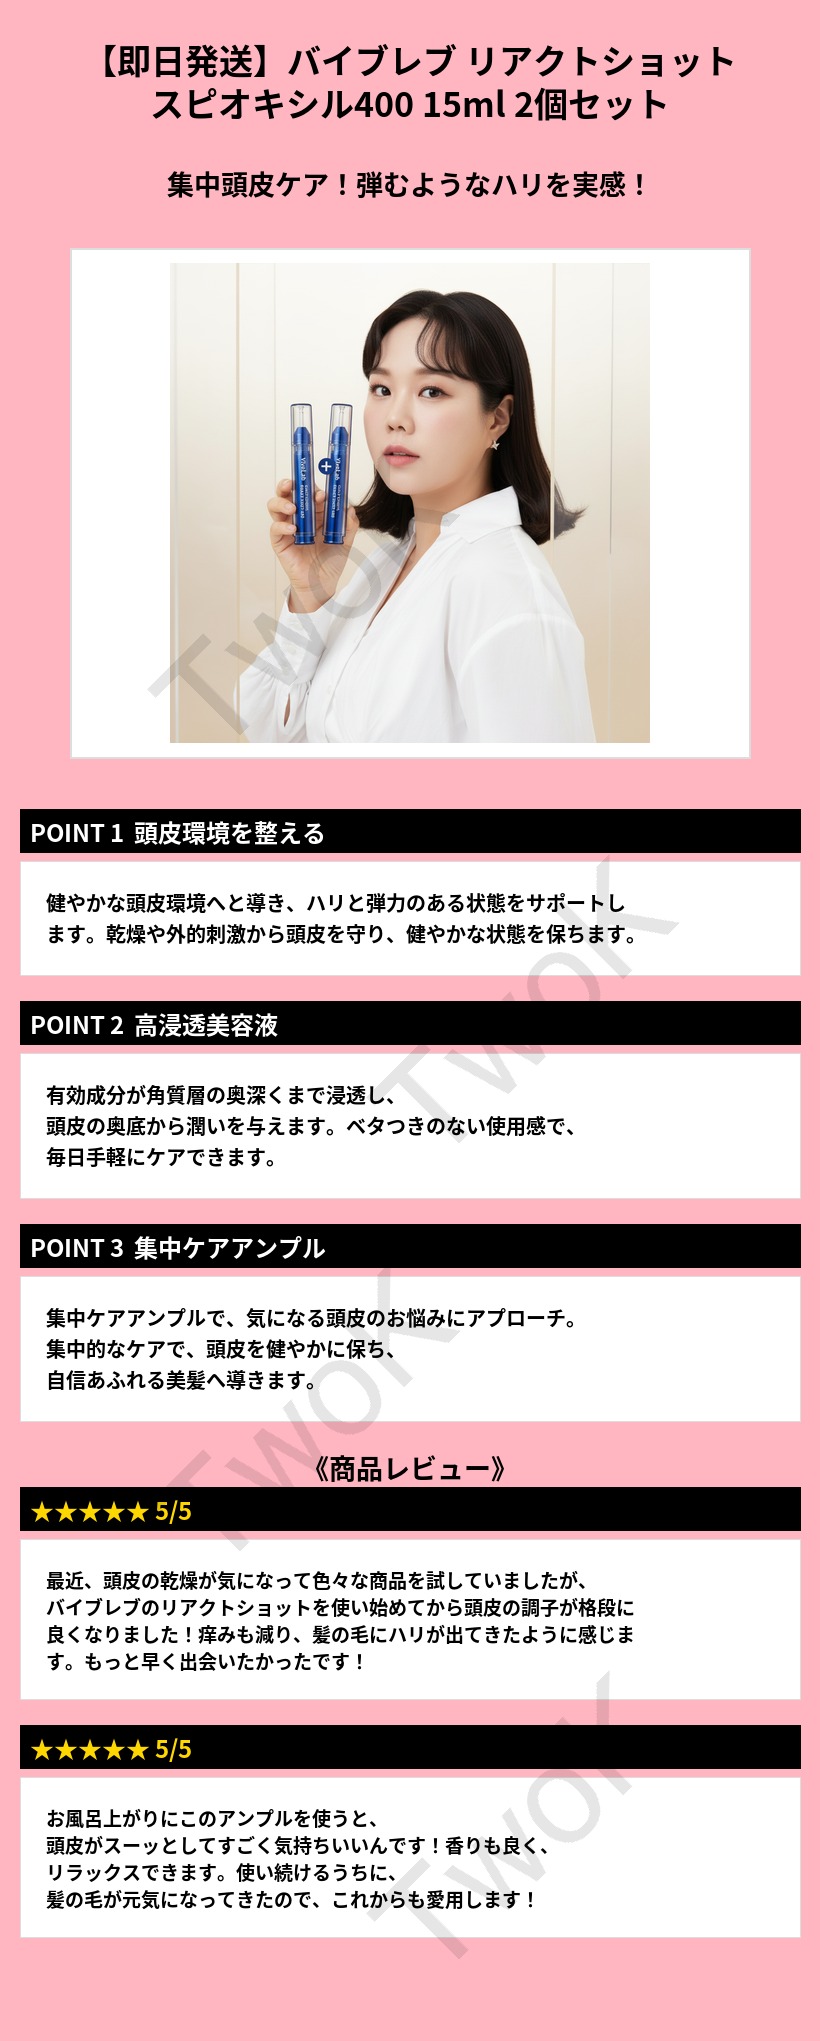 【即日発送】バイブレブ リアクトショット
スピオキシル400 15ml 2個セット
集中頭皮ケア！弾むようなハリを実感！
ViveLab
+
ViveLab
TwoK
POINT 1 頭皮環境を整える
健やかな頭皮環境へと導き、ハリと弾力のある状態をサポートし
ます。乾燥や外的刺激から頭皮を守り、健やかな状態を保ちます。
TwoK
POINT 2 高浸透美容液
有効成分が角質層の奥深くまで浸透し、
頭皮の奥底から潤いを与えます。ベタつきのない使用感で、
毎日手軽にケアできます。
POINT 3 集中ケアアンプル
集中ケアアンプルで、気になる頭皮のお悩みにアプローチ。
集中的なケアで、頭皮を健やかに保ち、
自信あふれる美髪へ導きます。
TwoK
《商品レビュー》
★★★★★ 5/5
最近、頭皮の乾燥が気になって色々な商品を試していましたが、
バイブレブのリアクトショットを使い始めてから頭皮の調子が格段に
良くなりました！痒みも減り、髪の毛にハリが出てきたように感じま
す。もっと早く出会いたかったです！
★★★★★ 5/5
お風呂上がりにこのアンプルを使うと、
頭皮がスーッとしてすごく気持ちいいんです！香りも良く、
リラックスできます。使い続けるうちに、
髪の毛が元気になってきたので、これからも愛用します！
TwoK